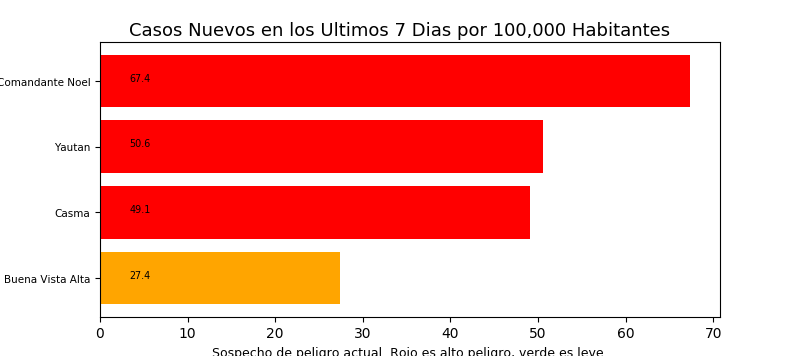 Casos Nuevos en los Ultimos 7 Dias por 100,000 Habitantes
Comandante Noel
67.4
Yautan
50.6
Casma
49.1
Buena Vista Alta
27.4
0 10 20 30 40 50 60 70
Sospecho de peligro actual. Rojo es alto peligro, verde es leve